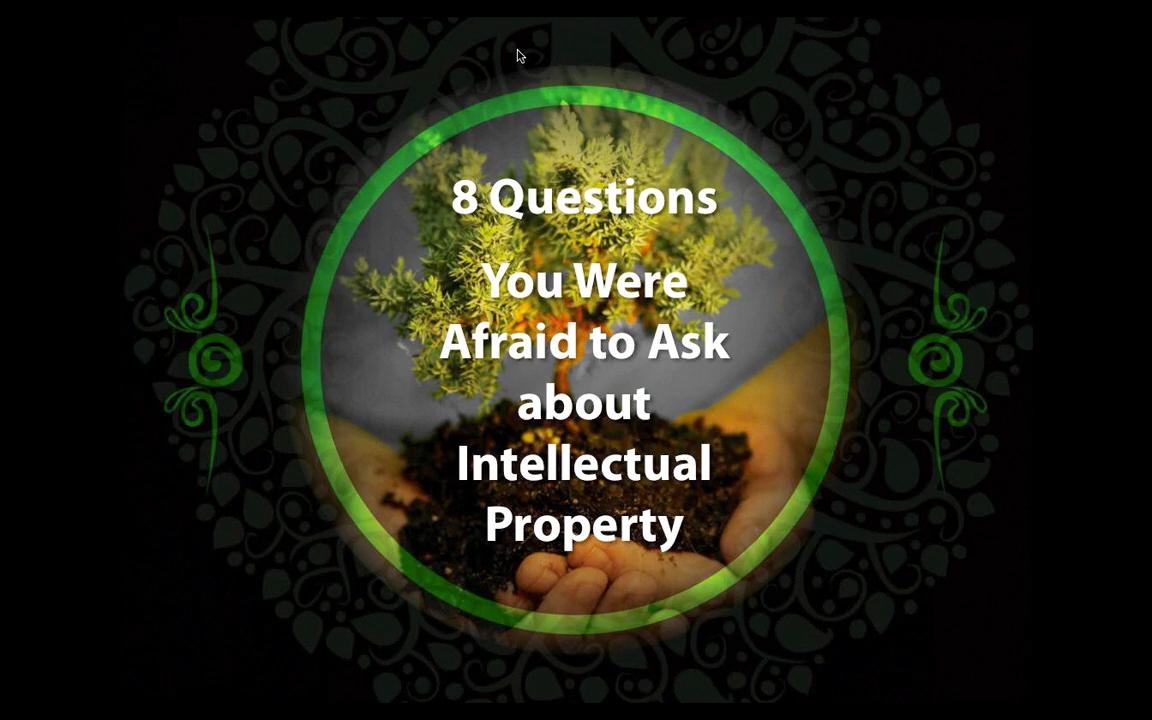 8 Questions
You Were
Afraid to Ask
about
Intellectual
Property